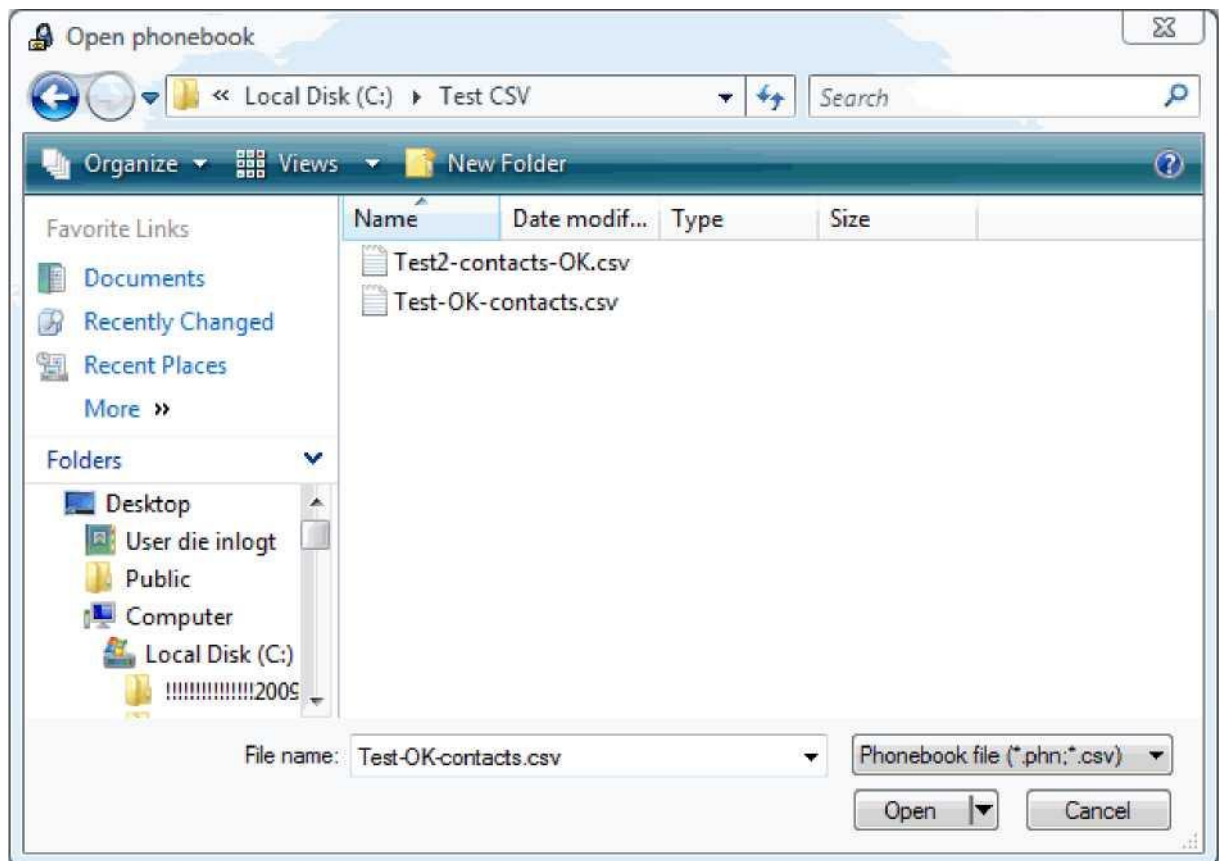 Open phonebook
« Local Disk (C:) ▸ Test CSV
Search
Organize Views New Folder
Favorite Links
Documents
Recently Changed
Recent Places
More »
Folders
Desktop
User die inlogt
Public
Computer
Local Disk (C:)
!!!!!!!!!!!!!!!2009
Name Date modif... Type Size
Test2-contacts-OK.csv
Test-OK-contacts.csv
File name: Test-OK-contacts.csv Phonebook file (*.phn;*.csv)
Open Cancel